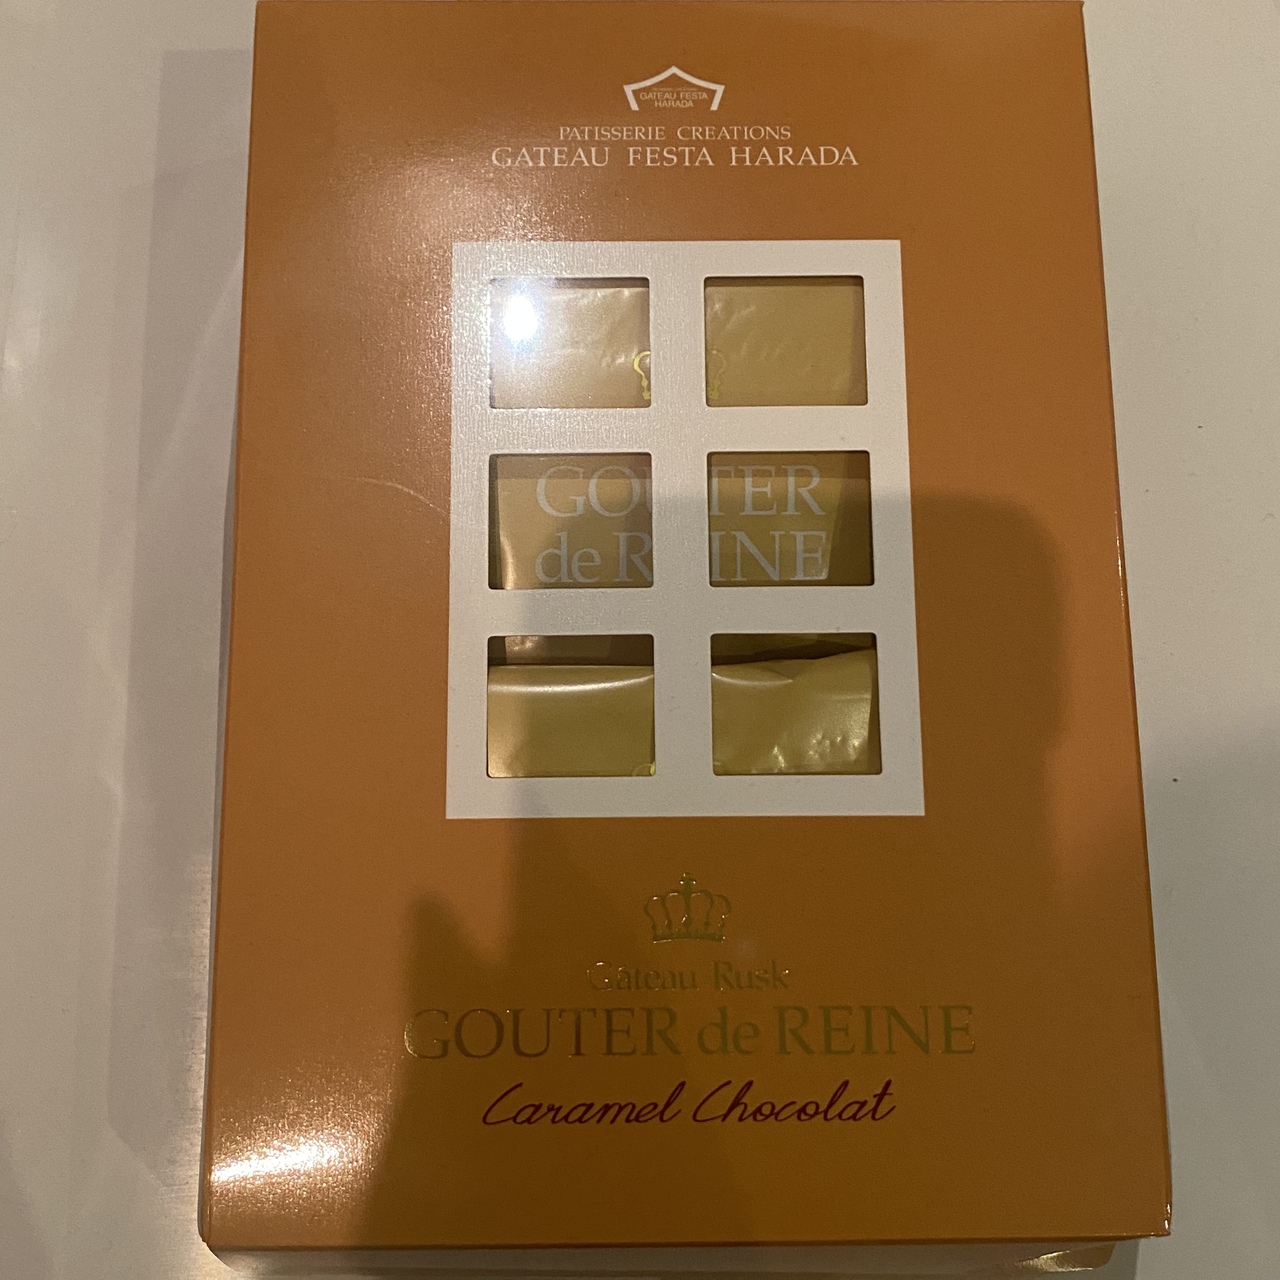 GATEAU FESTA
HARADA
PATISSERIE CREATIONS
GATEAU FESTA HARADA
GOUTER
de REINE
Gâteau Rusk
GOUTER de REINE
Caramel Chocolat